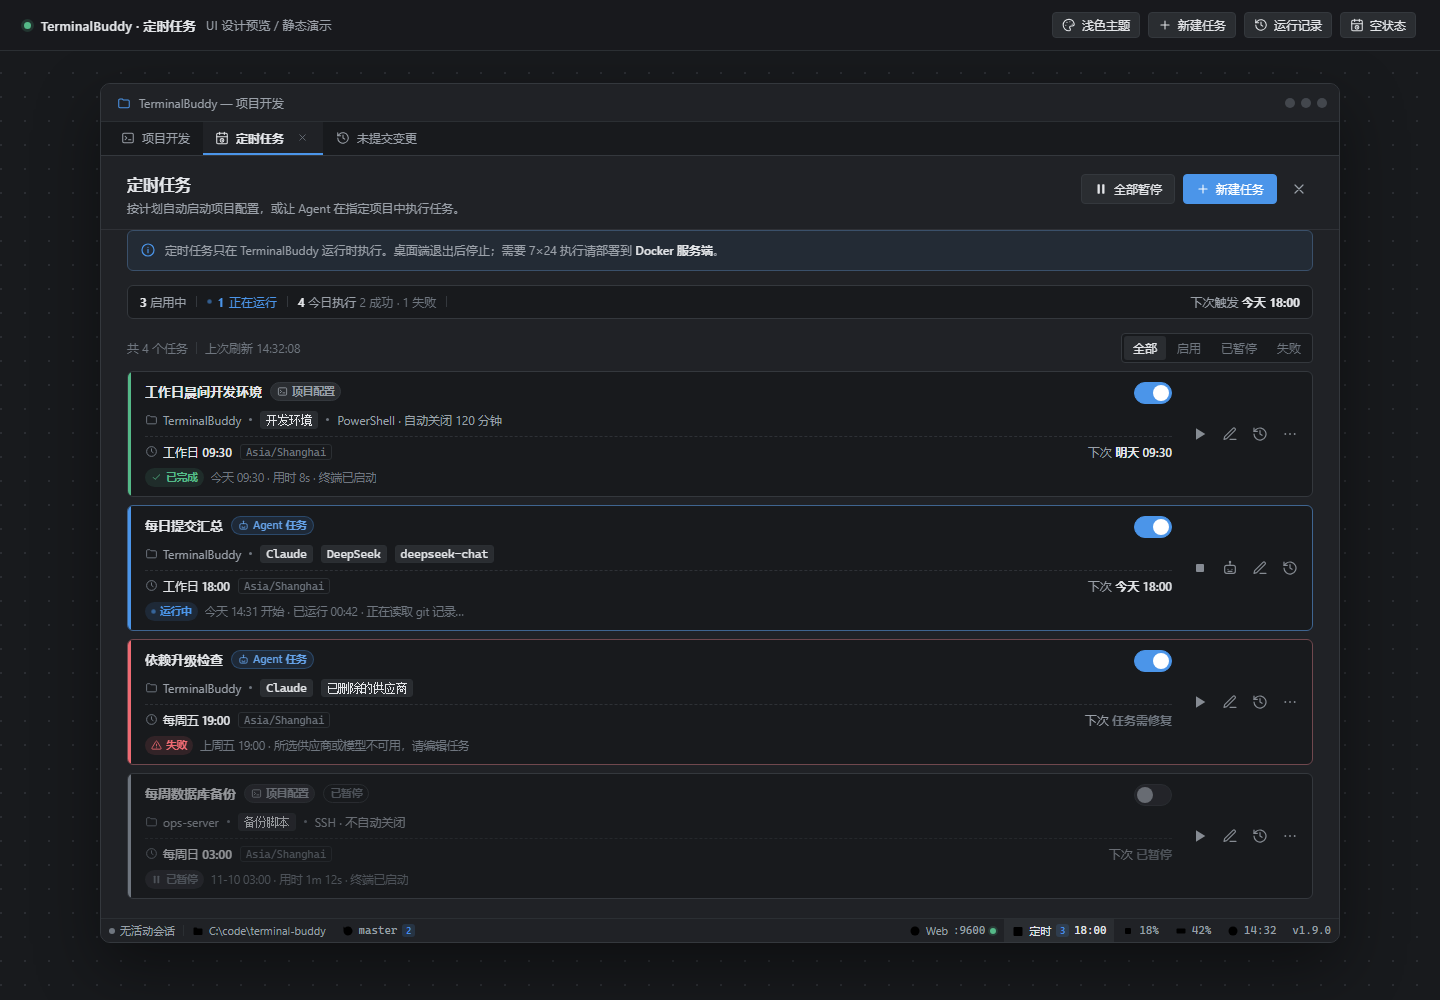 TerminalBuddy · 定时任务 UI 设计预览 / 静态演示
浅色主题 新建任务 运行记录 空状态
TerminalBuddy — 项目开发
项目开发 定时任务 未提交变更
定时任务
按计划自动启动项目配置，或让 Agent 在指定项目中执行任务。
全部暂停 新建任务
定时任务只在 TerminalBuddy 运行时执行。桌面端退出后停止；需要 7×24 执行请部署到 Docker 服务端。
3 启用中 1 正在运行 4 今日执行 2 成功 · 1 失败 下次触发 今天 18:00
共 4 个任务 上次刷新 14:32:08 全部 启用 已暂停 失败
工作日晨间开发环境 项目配置
TerminalBuddy • 开发环境 • PowerShell · 自动关闭 120 分钟
工作日 09:30 Asia/Shanghai 下次 明天 09:30
已完成 今天 09:30 · 用时 8s · 终端已启动
每日提交汇总 Agent 任务
TerminalBuddy • Claude DeepSeek deepseek-chat
工作日 18:00 Asia/Shanghai 下次 今天 18:00
运行中 今天 14:31 开始 · 已运行 00:42 · 正在读取 git 记录...
依赖升级检查 Agent 任务
TerminalBuddy • Claude 已删除的供应商
每周五 19:00 Asia/Shanghai 下次 任务需修复
失败 上周五 19:00 · 所选供应商或模型不可用，请编辑任务
每周数据库备份 项目配置 已暂停
ops-server • 备份脚本 • SSH · 不自动关闭
每周日 03:00 Asia/Shanghai 下次 已暂停
已暂停 11-10 03:00 · 用时 1m 12s · 终端已启动
无活动会话 C:\code\terminal-buddy master 2 Web :9600 定时 3 18:00 18% 42% 14:32 v1.9.0